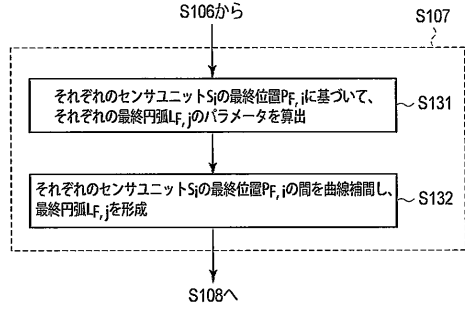 S106から
S107
それぞれのセンサユニットSiの最終位置PF, iに基づいて、
それぞれの最終円弧LF, jのパラメータを算出
S131
それぞれのセンサユニットSiの最終位置PF, iの間を曲線補間し、
最終円弧LF, jを形成
S132
S108へ